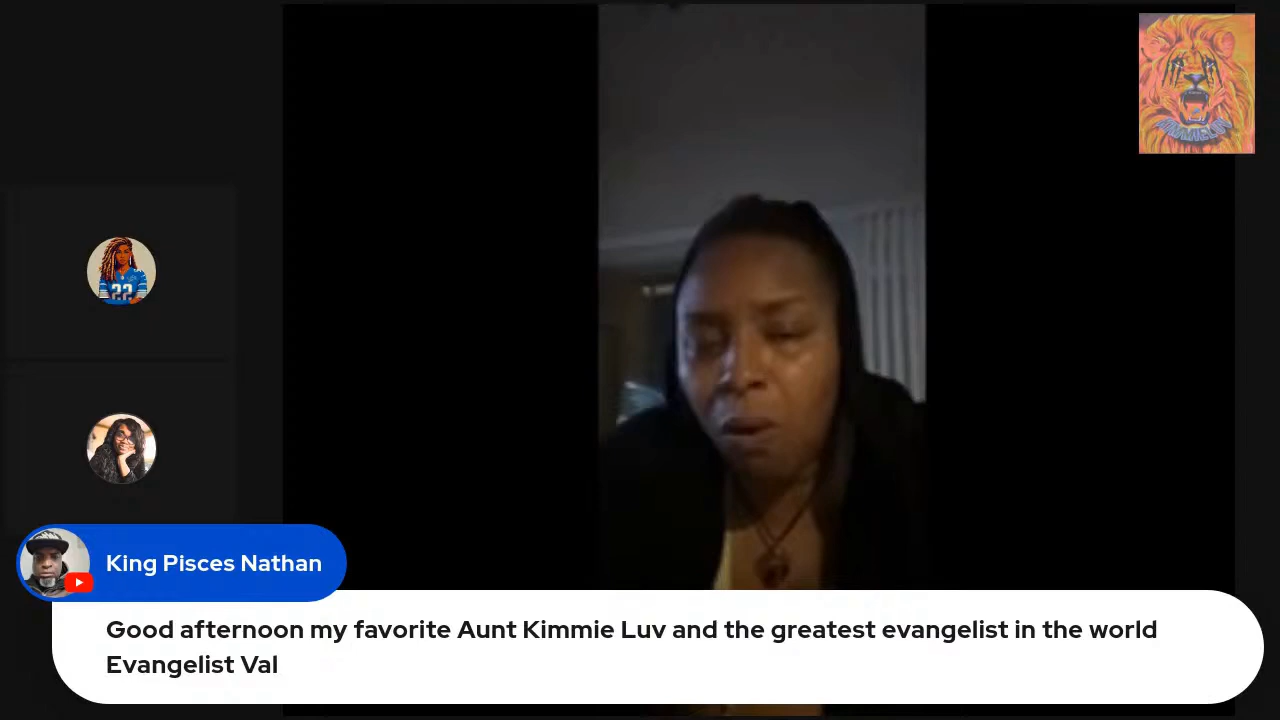 22
King Pisces Nathan
Good afternoon my favorite Aunt Kimmie Luv and the greatest evangelist in the world
Evangelist Val